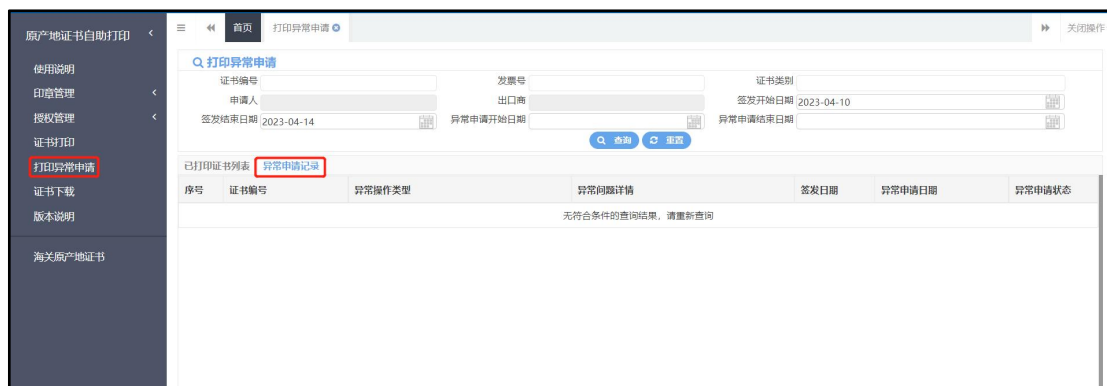 原产地证书自助打印
使用说明
印章管理
授权管理
证书打印
打印异常申请
证书下载
版本说明
海关原产地证书
首页 打印异常申请 关闭操作
打印异常申请
证书编号 发票号 证书类别
申请人 出口商 签发开始日期 2023-04-10
签发结束日期 2023-04-14 异常申请开始日期 异常申请结束日期
查询 重置
已打印证书列表 异常申请记录
序号 证书编号 异常操作类型 异常问题详情 签发日期 异常申请日期 异常申请状态
无符合条件的查询结果，请重新查询